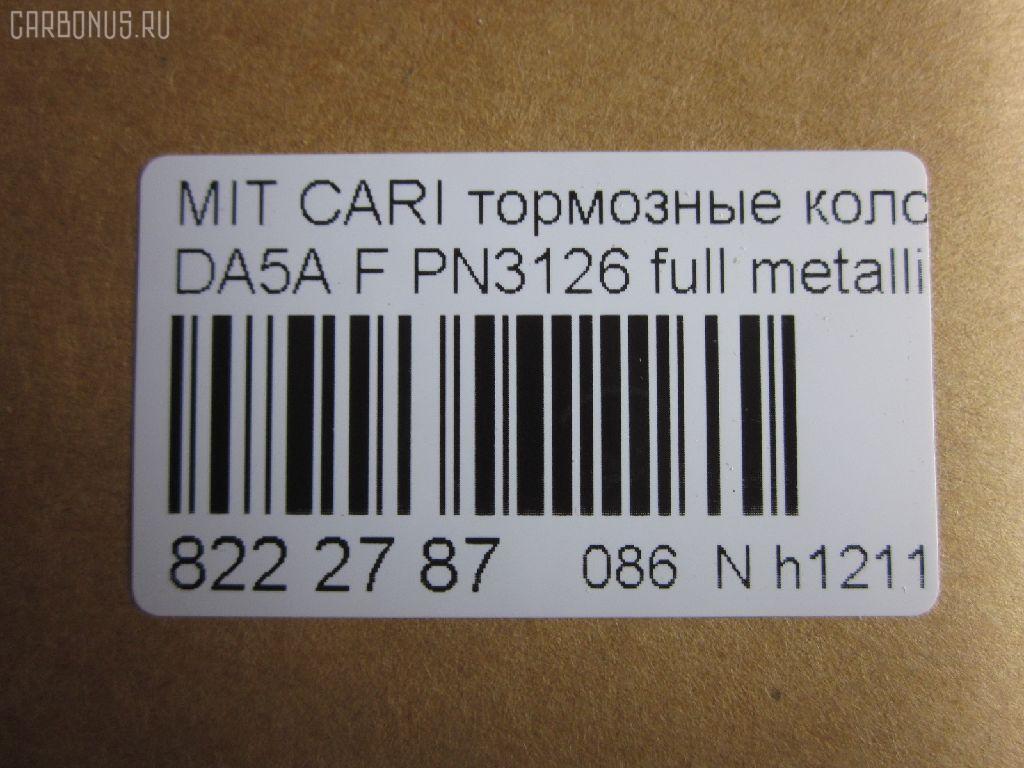 CARBONUS.RU
MIT CARI тормозные колс
DA5A F PN3126 full metalli
822 27 87 086 N h1211